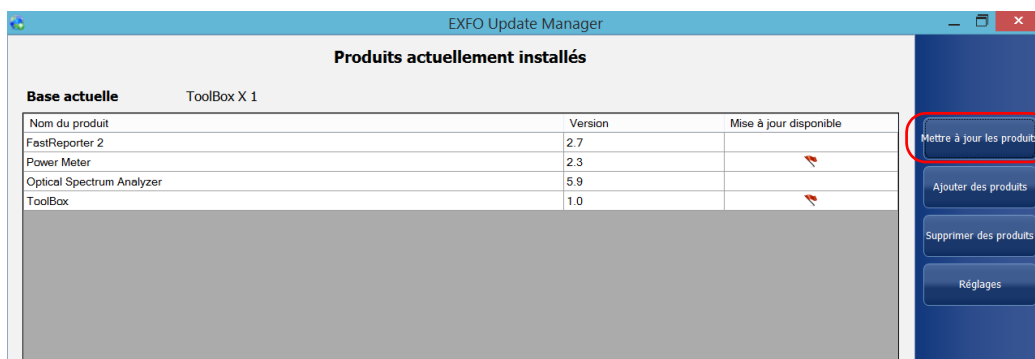 EXFO Update Manager
Produits actuellement installés
Base actuelle ToolBox X 1
Nom du produit Version Mise à jour disponible
FastReporter 2 2.7
Power Meter 2.3
Optical Spectrum Analyzer 5.9
ToolBox 1.0
Mettre à jour les produits
Ajouter des produits
Supprimer des produits
Réglages